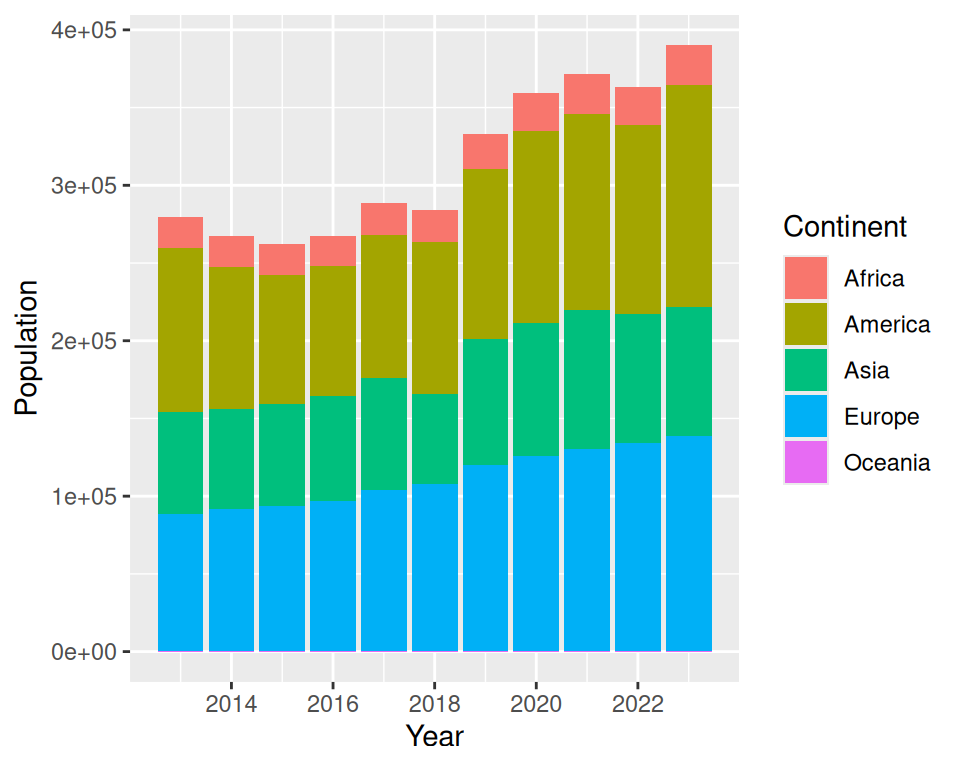 4e+05
3e+05
2e+05
1e+05
0e+00
Population
2014 2016 2018 2020 2022
Year
Continent
Africa
America
Asia
Europe
Oceania